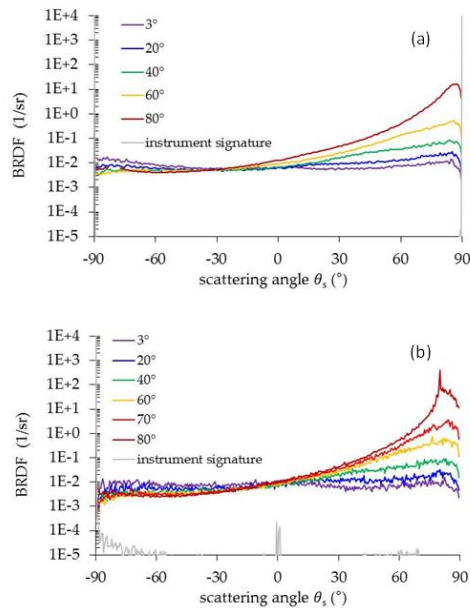 1E+4
1E+3
1E+2
1E+1
1E+0
1E-1
1E-2
1E-3
1E-4
1E-5
BRDF (1/sr)
3°
20°
40°
60°
80°
instrument signature
(a)
-90 -60 -30 0 30 60 90
scattering angle θs (°)
1E+4
1E+3
1E+2
1E+1
1E+0
1E-1
1E-2
1E-3
1E-4
1E-5
BRDF (1/sr)
3°
20°
40°
60°
70°
80°
instrument signature
(b)
-90 -60 -30 0 30 60 90
scattering angle θs (°)